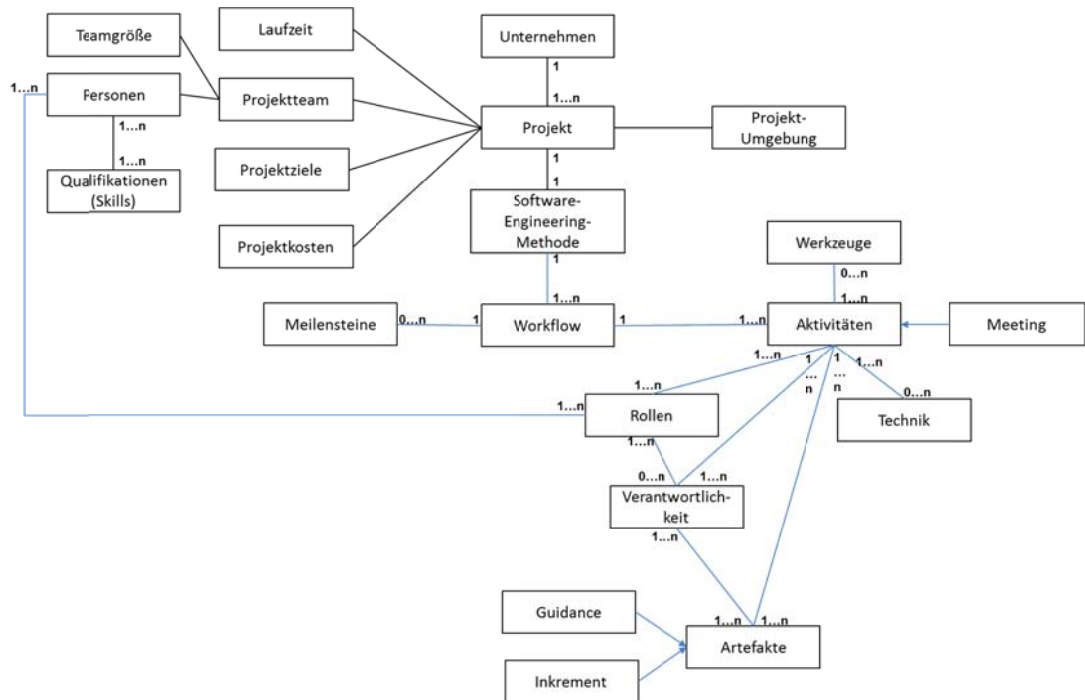 Teamgröße
Laufzeit
Unternehmen
1
1...n
Personen
Projektteam
1...n
Projekt
Projekt-
Umgebung
1...n
1...n
1
1
Qualifikationen
(Skills)
Projektziele
Software-
Engineering-
Methode
Projektkosten
1
Werkzeuge
0...n
1...n
1...n
Meilensteine
0...n
1
Workflow
1
1...n
Aktivitäten
Meeting
1...n
1
...
n
1
...
n
1...n
1...n
0...n
1...n
Rollen
Technik
1...n
0...n
1...n
Verantwortlich-
keit
1...n
Guidance
1...n
1...n
Artefakte
Inkrement